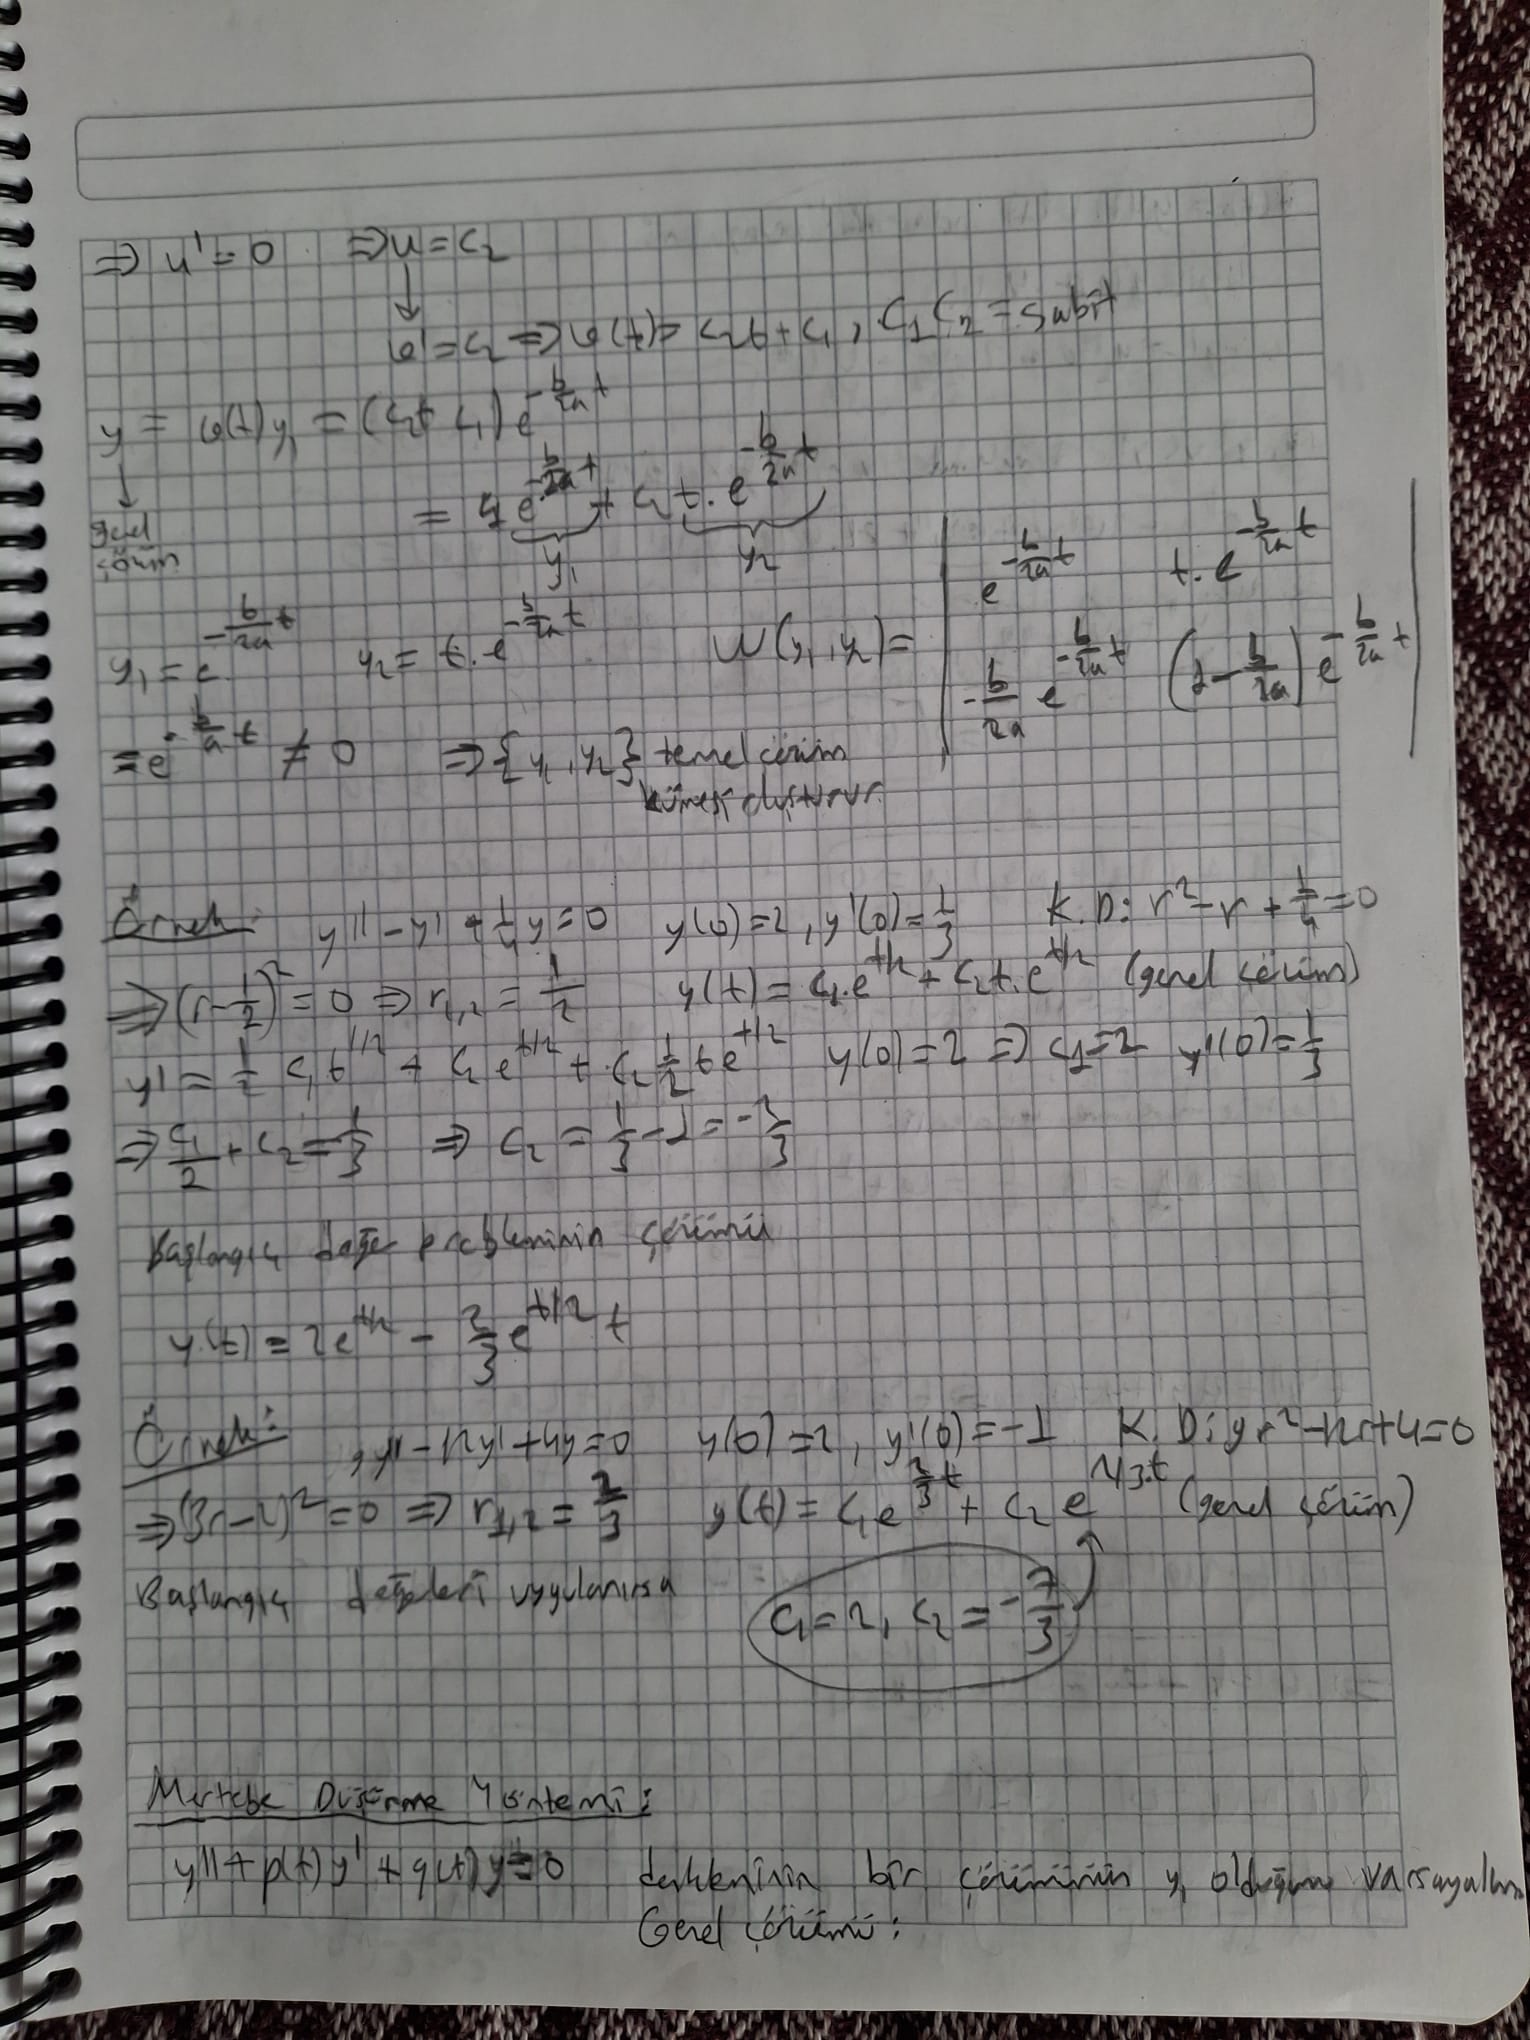 ⇒ u' = 0 ⇒ u = c₂
↓
v' = c₂ ⇒ v(t) = c₂t + c₁, C₁ C₂ = Sabit
y = v(t) y₁ = (c₂t c₁) e^(-b/2a t)
↓
genel çözüm
= c₁ e^(-b/2a t) + c₂ t. e^(-b/2a t)
y₁ y₂
y₁ = e^(-b/2a t) y₂ = t. e^(-b/2a t) W(y₁, y₂) = | e^(-b/2a t) t. e^(-b/2a t) |
| -b/2a e^(-b/2a t) (1 - b/2a) e^(-b/2a t) |
= e^(-b/a t) ≠ 0 ⇒ {y₁, y₂} temel çözüm
kümesi oluşturur.
Örnek: y'' - y' + 1/4 y = 0 y(0) = 2, y'(0) = 1/3 K.D: r² - r + 1/4 = 0
⇒ (r - 1/2)² = 0 ⇒ r₁,₂ = 1/2 y(t) = c₁.e^(t/2) + c₂t.e^(t/2) (genel çözüm)
y' = 1/2 c₁ t^(1/2) + c₂ e^(t/2) + c₂ 1/2 t e^(t/2) y(0) = 2 ⇒ c₁ = 2 y'(0) = 1/3
⇒ c₁/2 + c₂ = 1/3 ⇒ c₂ = 1/3 - 1 = -2/3
Başlangıç değer probleminin çözümü
y(t) = 2e^(t/2) - 2/3 e^(t/2) t
Örnek: 9y'' - 12y' + 4y = 0 y(0) = 2, y'(0) = -1 K.D: 9r² - 12r + 4 = 0
⇒ (3r - 2)² = 0 ⇒ r₁,₂ = 2/3 y(t) = c₁e^(2/3 t) + c₂ e^(2/3.t) (genel çözüm)
Başlangıç değerleri uygulanırsa c₁ = 2, c₂ = -7/3
Mertebe Düşürme Yöntemi:
y'' + p(t) y' + q(t) y = 0 denkleminin bir çözümünün y₁ olduğunu varsayalım
Genel çözümü: